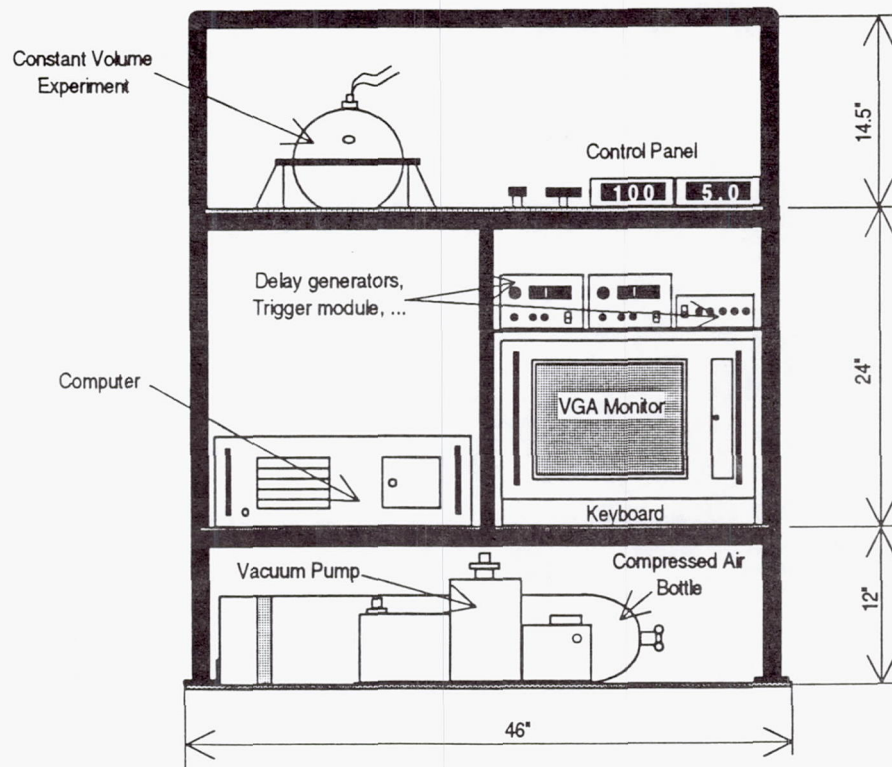 Constant Volume
Experiment
Control Panel
100
5.0
14.5"
Delay generators,
Trigger module, ...
Computer
VGA Monitor
Keyboard
24"
Vacuum Pump
Compressed Air
Bottle
12"
46"